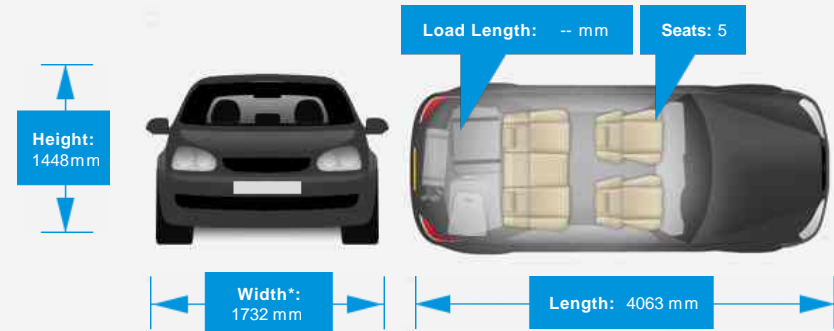 Load Length: -- mm
Seats: 5
Height:
1448mm
Width*:
1732 mm
Length: 4063 mm